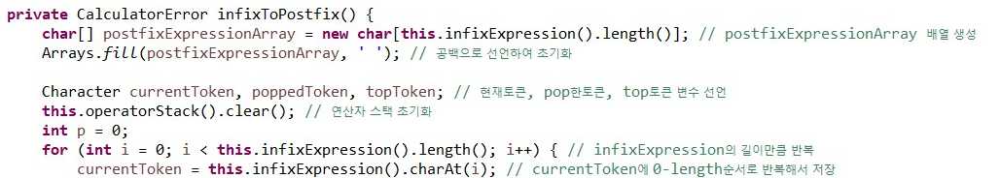 private CalculatorError infixToPostfix() {
    char[] postfixExpressionArray = new char[this.infixExpression().length()]; // postfixExpressionArray 배열 생성
    Arrays.fill(postfixExpressionArray, ' '); // 공백으로 선언하여 초기화

    Character currentToken, poppedToken, topToken; // 현재토큰, pop한토큰, top토큰 변수 선언
    this.operatorStack().clear(); // 연산자 스택 초기화
    int p = 0;
    for (int i = 0; i < this.infixExpression().length(); i++) { // infixExpression의 길이만큼 반복
        currentToken = this.infixExpression().charAt(i); // currentToken에 0-length순서로 반복해서 저장